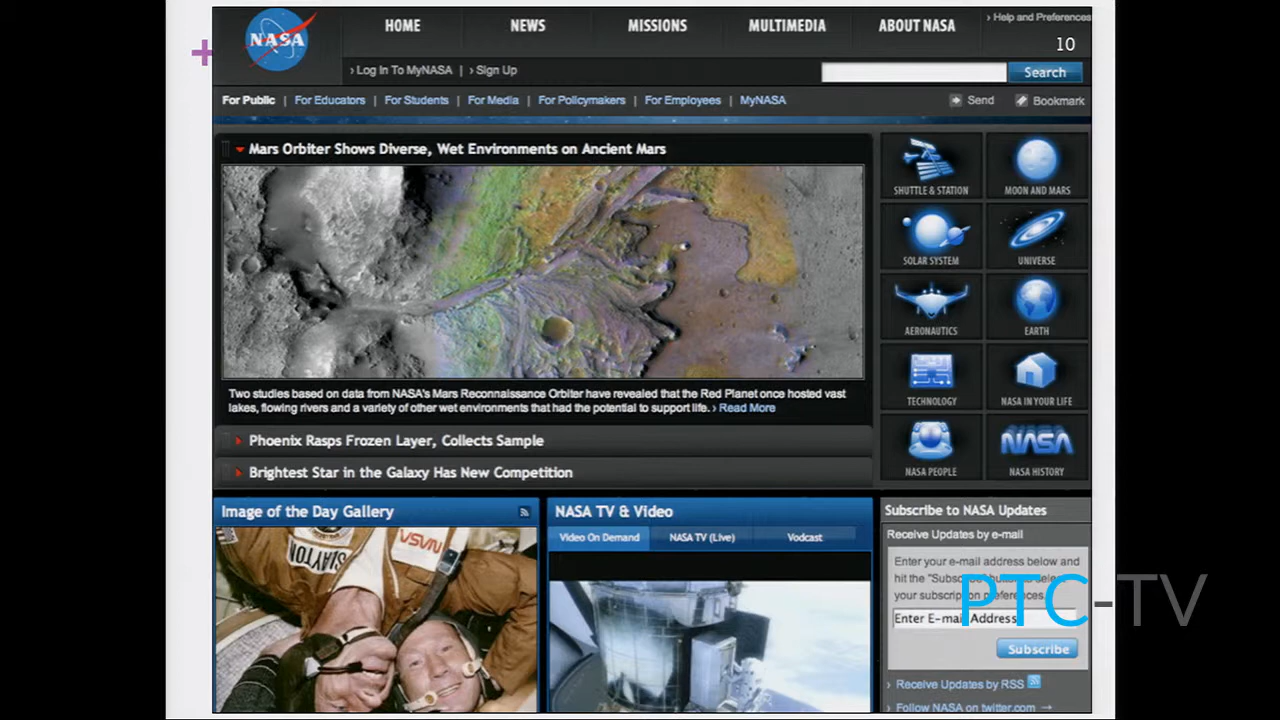 NASA
HOME NEWS MISSIONS MULTIMEDIA ABOUT NASA
› Help and Preferences
10
› Log In To MyNASA | › Sign Up
Search
For Public | For Educators | For Students | For Media | For Policymakers | For Employees | MyNASA
Send Bookmark
Mars Orbiter Shows Diverse, Wet Environments on Ancient Mars
Two studies based on data from NASA's Mars Reconnaissance Orbiter have revealed that the Red Planet once hosted vast
lakes, flowing rivers and a variety of other wet environments that had the potential to support life. › Read More
Phoenix Rasps Frozen Layer, Collects Sample
Brightest Star in the Galaxy Has New Competition
SHUTTLE & STATION MOON AND MARS
SOLAR SYSTEM UNIVERSE
AERONAUTICS EARTH
TECHNOLOGY NASA IN YOUR LIFE
NASA
NASA PEOPLE NASA HISTORY
Image of the Day Gallery
SLAYTON
NASA TV & Video
Video On Demand NASA TV (Live) Vodcast
Subscribe to NASA Updates
Receive Updates by e-mail
Enter your e-mail address below and
hit the "Subscribe" button to select
your subscription preferences.
Enter E-mail Address
Subscribe
› Receive Updates by RSS
› Follow NASA on twitter.com →
PTC-TV